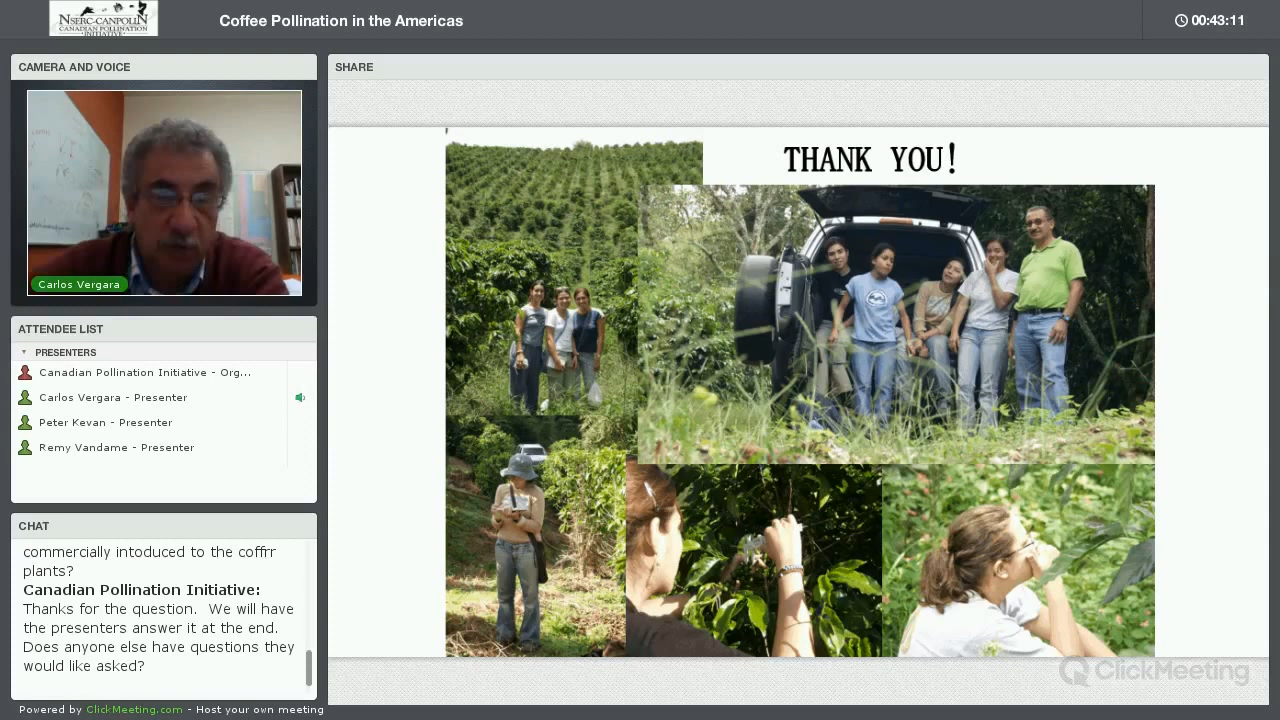 NSERC-CANPOLIN
CANADIAN POLLINATION
INITIATIVE
Coffee Pollination in the Americas
00:43:11
CAMERA AND VOICE
Carlos Vergara
ATTENDEE LIST
PRESENTERS
Canadian Pollination Initiative - Org...
Carlos Vergara - Presenter
Peter Kevan - Presenter
Remy Vandame - Presenter
CHAT
commercially intoduced to the coffrr
plants?
Canadian Pollination Initiative:
Thanks for the question.  We will have
the presenters answer it at the end.
Does anyone else have questions they
would like asked?
Powered by ClickMeeting.com - Host your own meeting
SHARE
THANK YOU!
ClickMeeting